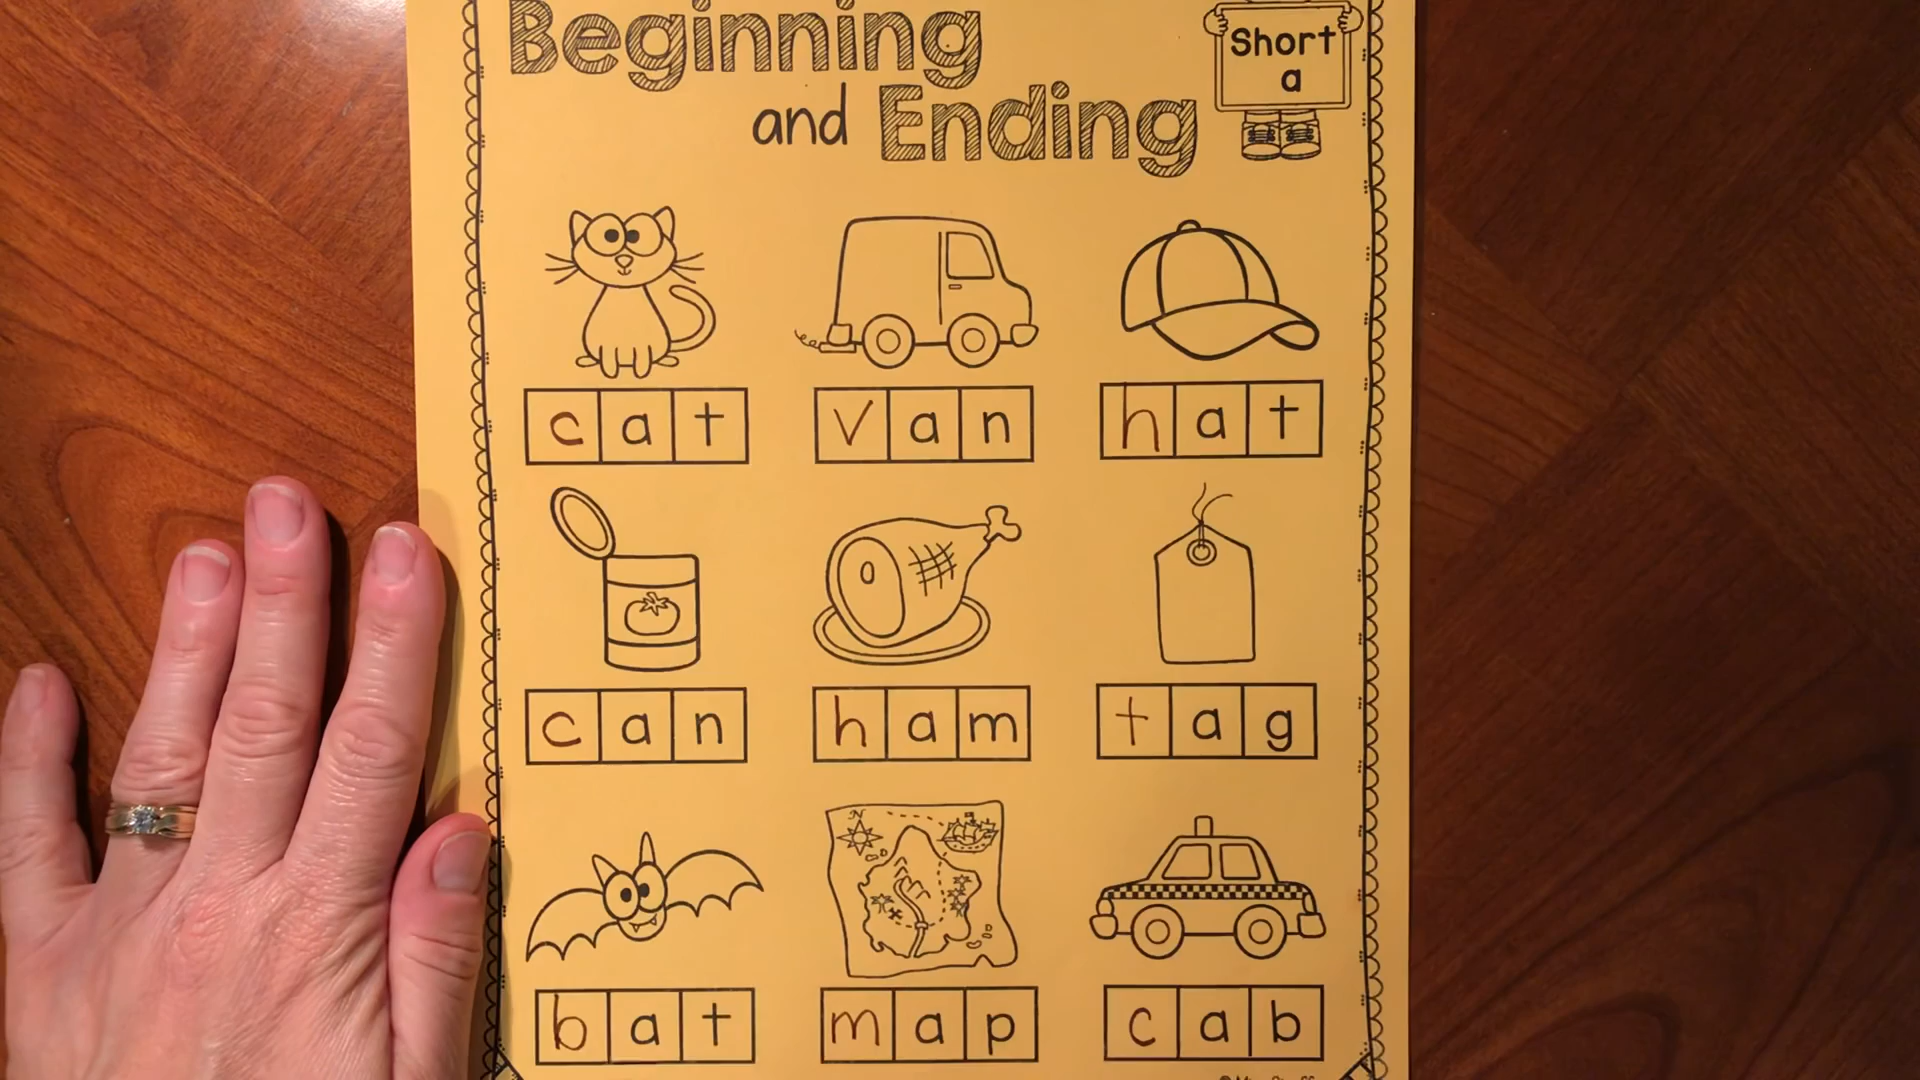 Beginning
and Ending
Short
a
cat
van
hat
can
ham
tag
N
bat
map
cab